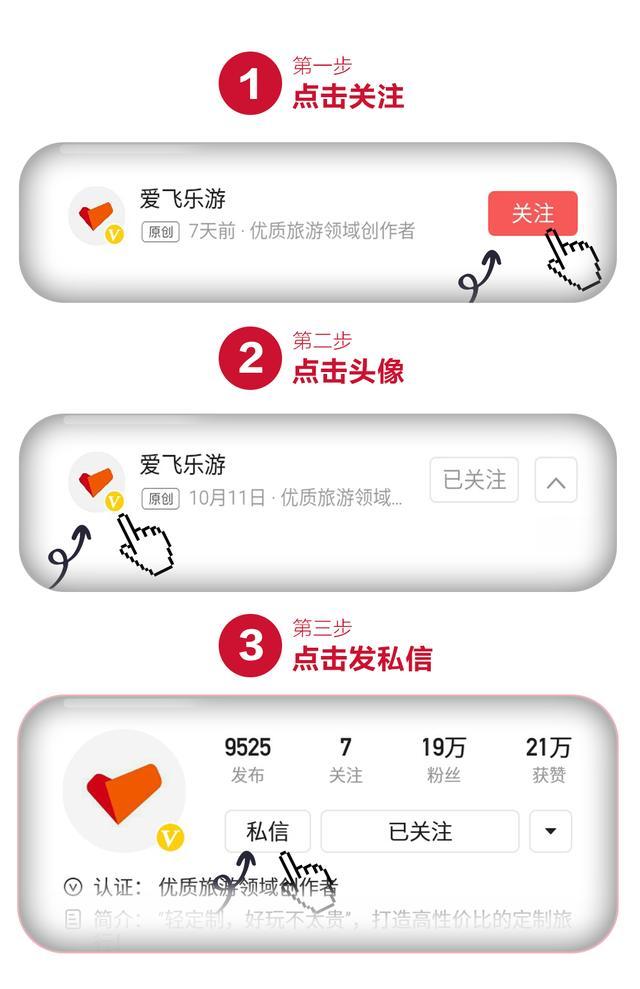 1
第一步
点击关注
爱飞乐游
原创 7天前 · 优质旅游领域创作者
关注
2
第二步
点击头像
爱飞乐游
原创 10月11日 · 优质旅游领域...
已关注
3
第三步
点击发私信
9525 7 19万 21万
发布 关注 粉丝 获赞
私信 已关注
认证： 优质旅游领域创作者
简介： “轻定制，好玩不太贵”，打造高性价比的定制旅
行！